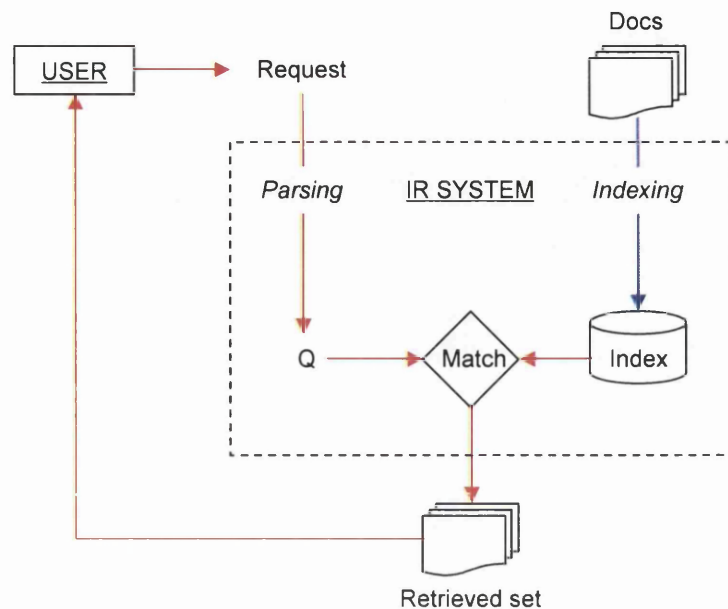 Docs
USER
Request
Parsing
IR SYSTEM
Indexing
Q
Match
Index
Retrieved set